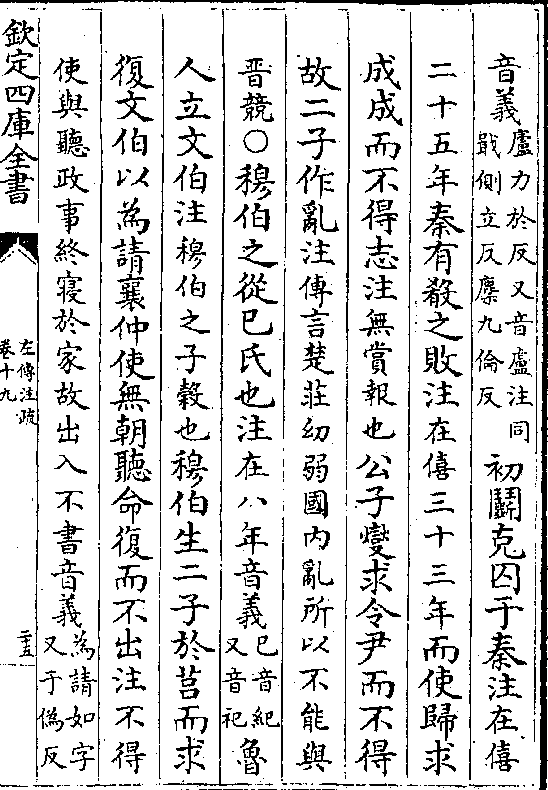 音義廬力於反又音盧注同戢側立反麇九倫反　初鬬克囚于秦注在僖
二十五年秦有殽之敗注在僖三十三年而使歸求
成成而不得志注無賞報也公子燮求令尹而不得
故二子作亂注傳言楚莊幼弱國內亂所以不能與
晋競○穆伯之從巳氏也注在八年音義巳音紀又音祀魯
人立文伯注穆伯之子穀也穆伯生二子於莒而求
復文伯以為請襄仲使無朝聽命復而不出注不得
使與聽政事終寝於家故出入不書音義為請如字又于偽反
欽定四庫全書
左傳注疏
卷十九
二十五